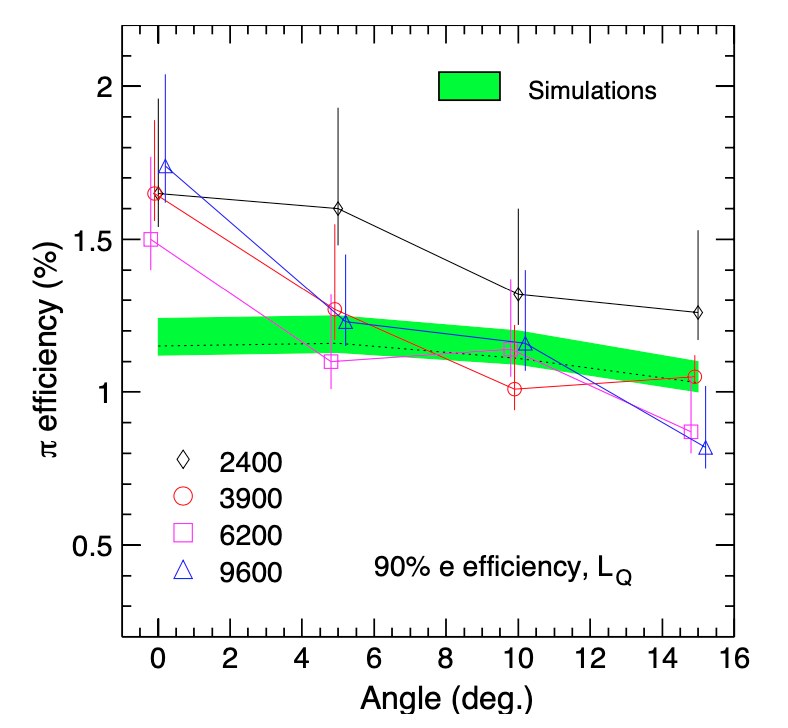 2
1.5
1
0.5
π efficiency (%)
Simulations
2400
3900
6200
9600
90% e efficiency, L_Q
0 2 4 6 8 10 12 14 16
Angle (deg.)